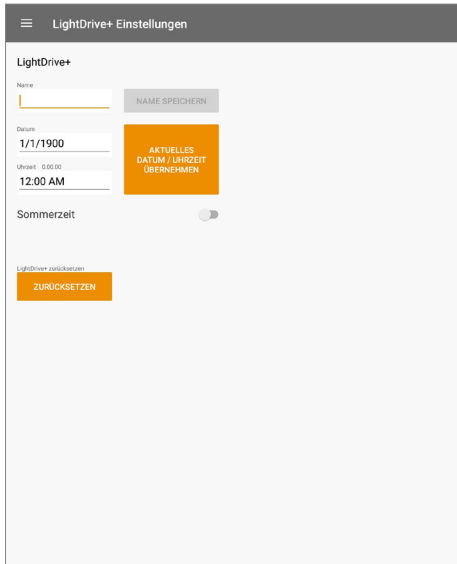 LightDrive+ Einstellungen
LightDrive+
Name
NAME SPEICHERN
Datum
1/1/1900
AKTUELLES
DATUM / UHRZEIT
ÜBERNEHMEN
Uhrzeit 0:00:00
12:00 AM
Sommerzeit
LightDrive+ zurücksetzen
ZURÜCKSETZEN